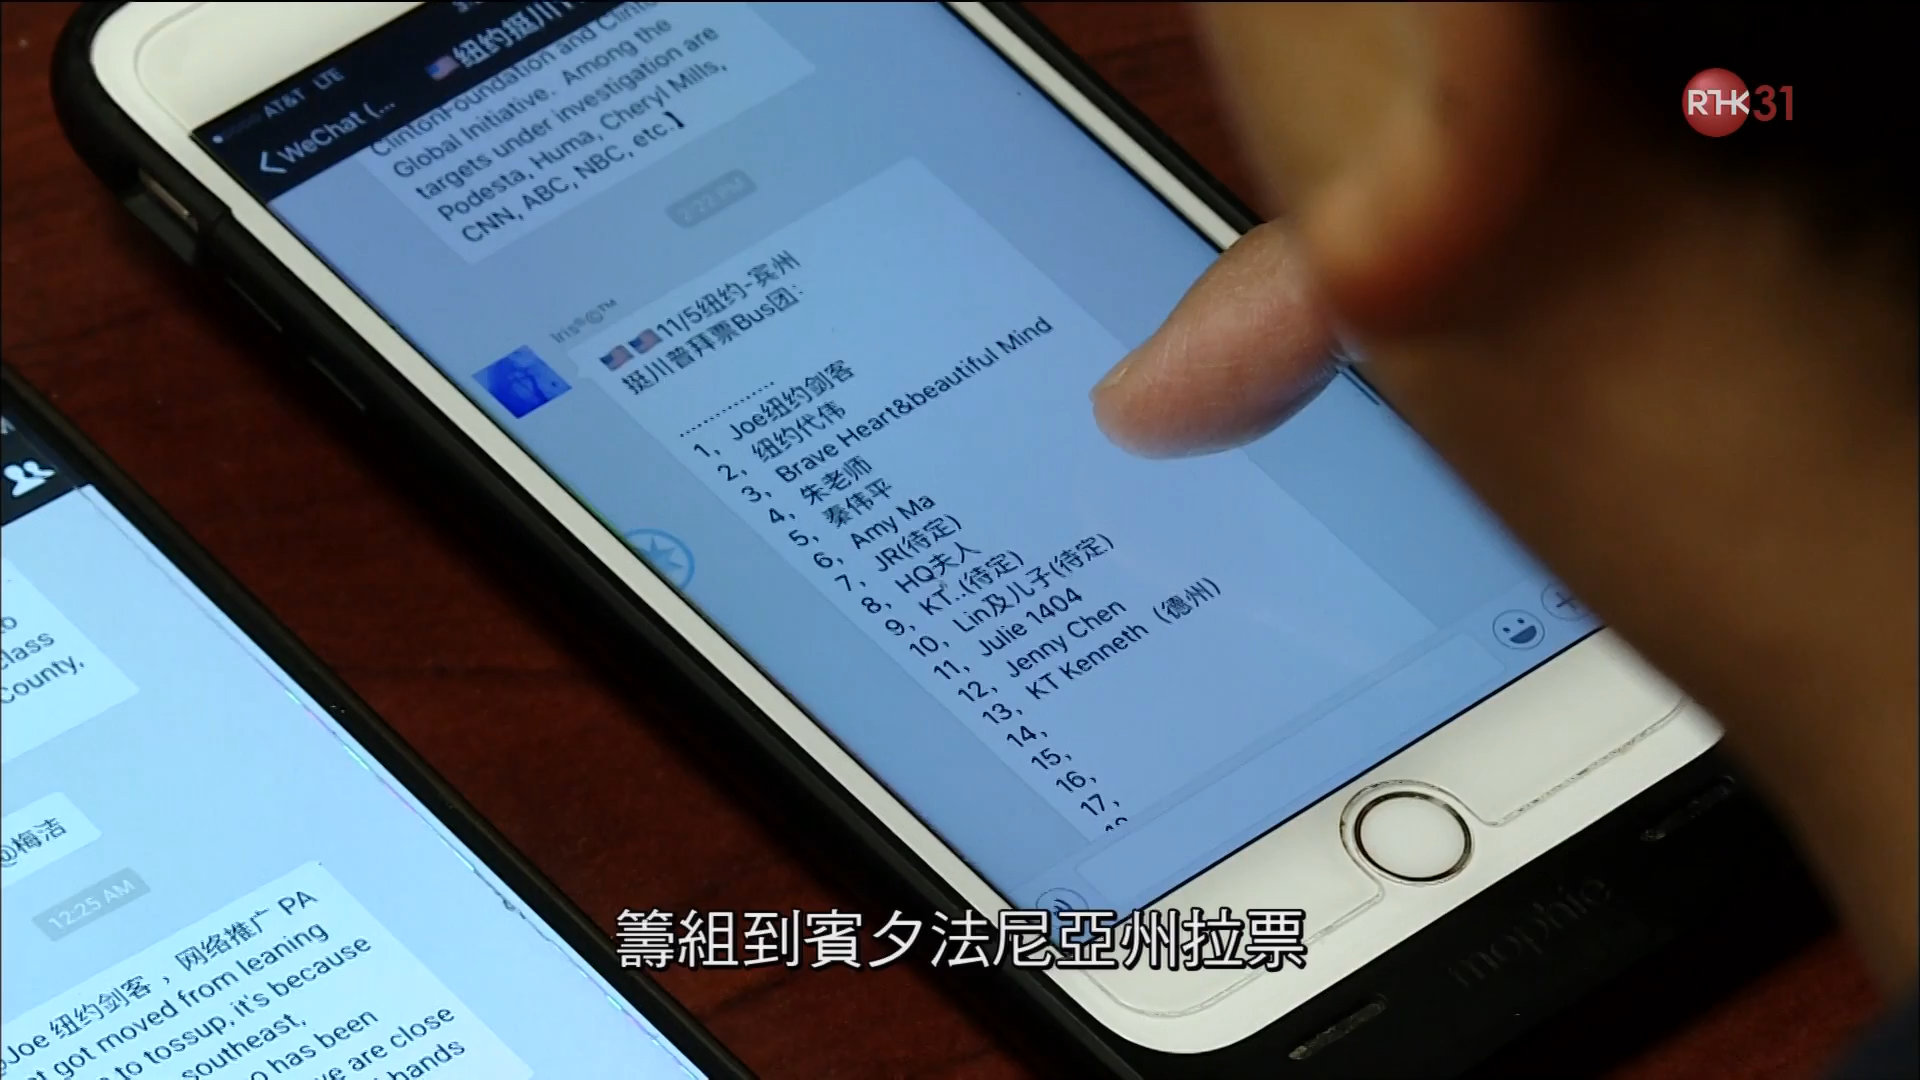 RTHK 31
AT&T LTE
WeChat (...
🇺🇸纽约挺川
ClintonFoundation and
Global Initiative. Among the
targets under investigation are
Podesta, Huma, Cheryl Mills,
CNN, ABC, NBC, etc.】
2:22 PM
Iris®©™
🇺🇸🇺🇸11/5纽约-宾州
挺川普拜票Bus团:
1, Joe纽约剑客
2, 纽约代伟
3, Brave Heart&beautiful Mind
4, 朱老师
5, 秦伟平
6, Amy Ma
7, JR(待定)
8, HQ夫人
9, KT..(待定)
10, Lin及儿子(待定)
11, Julie 1404
12, Jenny Chen
13, KT Kenneth (德州)
14,
15,
16,
17,
class
County,
@梅洁
12:25 AM
Joe 纽约剑客，网络推广 PA
got moved from leaning
to tossup, it's because
southeast,
has been
are close
hands
mophie
籌組到賓夕法尼亞州拉票